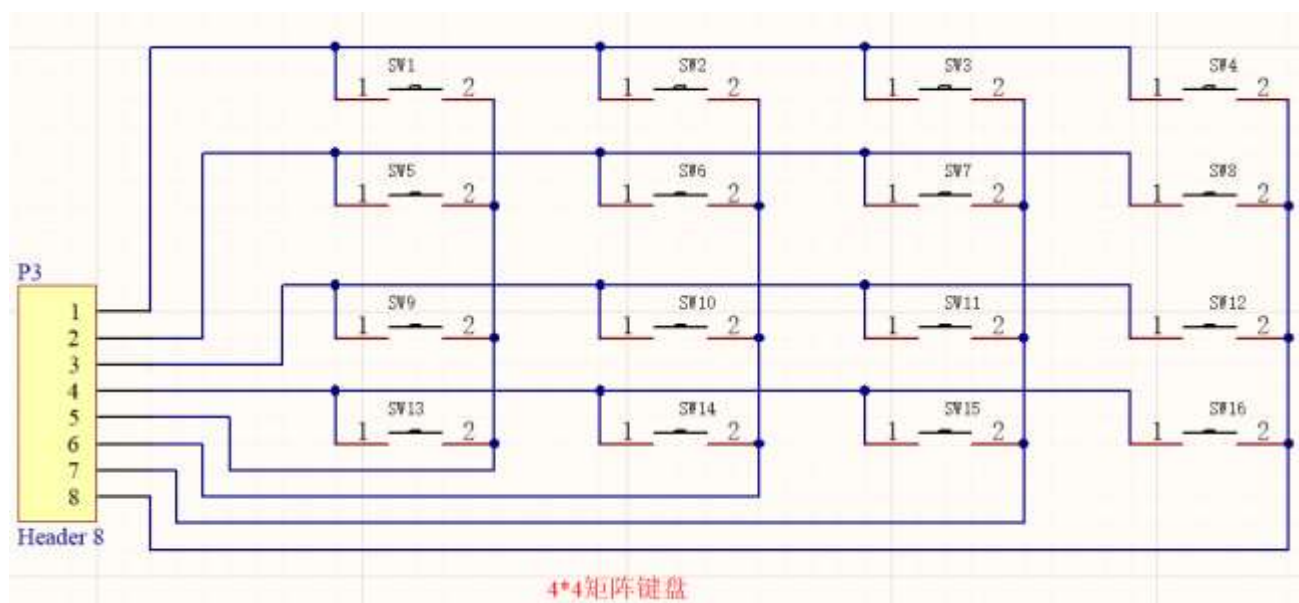 SW1 SW2 SW3 SW4
1 2 1 2 1 2 1 2
SW5 SW6 SW7 SW8
1 2 1 2 1 2 1 2
P3
SW9 SW10 SW11 SW12
1 2 1 2 1 2 1 2
SW13 SW14 SW15 SW16
1 2 1 2 1 2 1 2
1
2
3
4
5
6
7
8
Header 8
4*4矩阵键盘